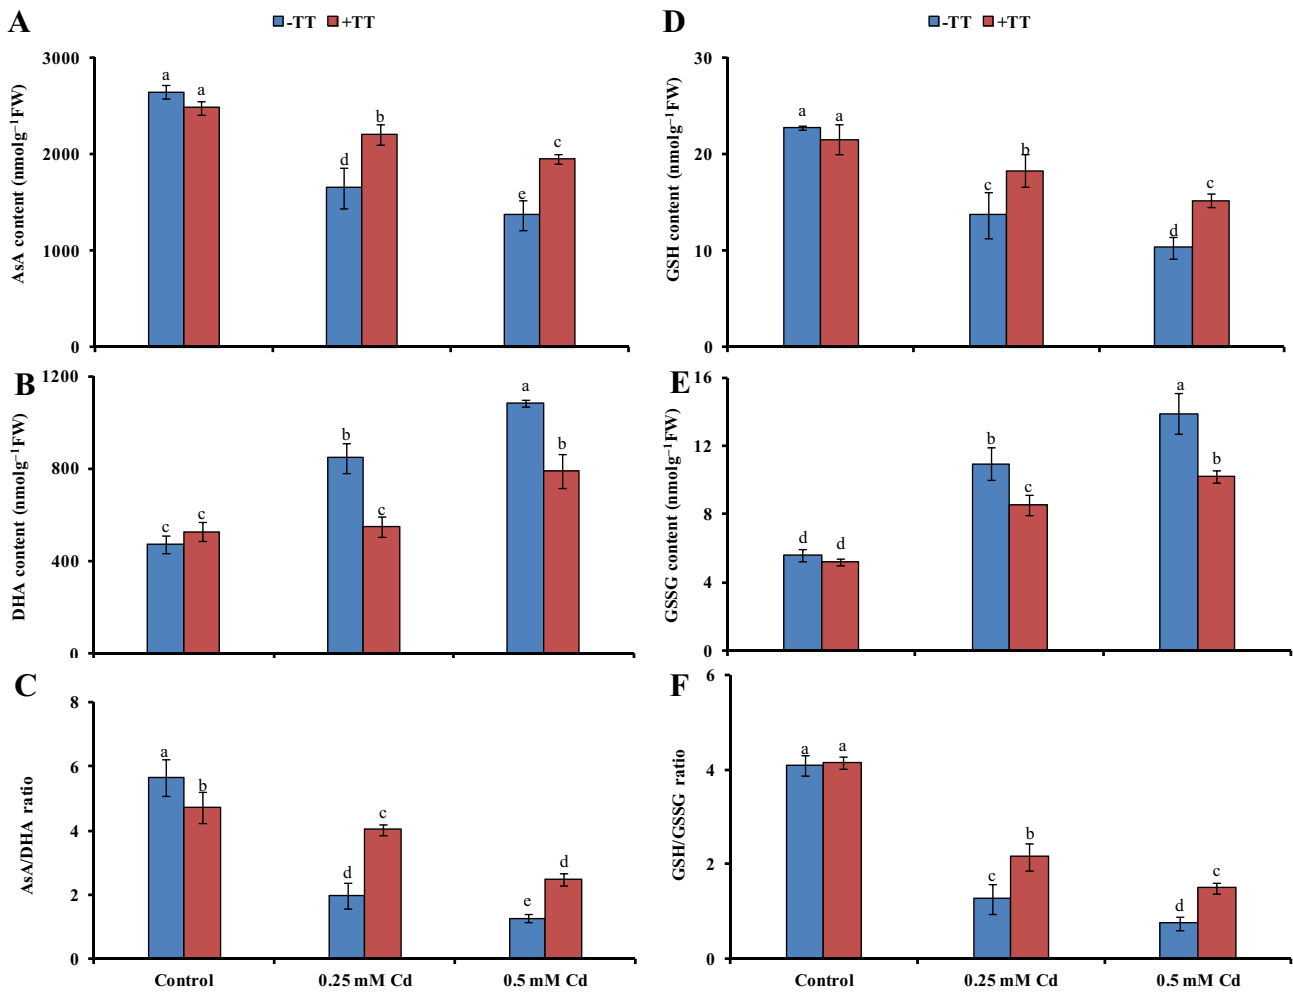 A
-TT +TT
AsA content (nmolg⁻¹FW)
3000
2000
1000
0
a a
d b
e c
B
DHA content (nmolg⁻¹FW)
1200
800
400
0
c c
b c
a b
C
AsA/DHA ratio
8
6
4
2
0
a b
d c
e d
Control 0.25 mM Cd 0.5 mM Cd
D
-TT +TT
GSH content (nmolg⁻¹FW)
30
20
10
0
a a
c b
d c
E
GSSG content (nmolg⁻¹FW)
16
12
8
4
0
d d
b c
a b
F
GSH/GSSG ratio
6
4
2
0
a a
c b
d c
Control 0.25 mM Cd 0.5 mM Cd